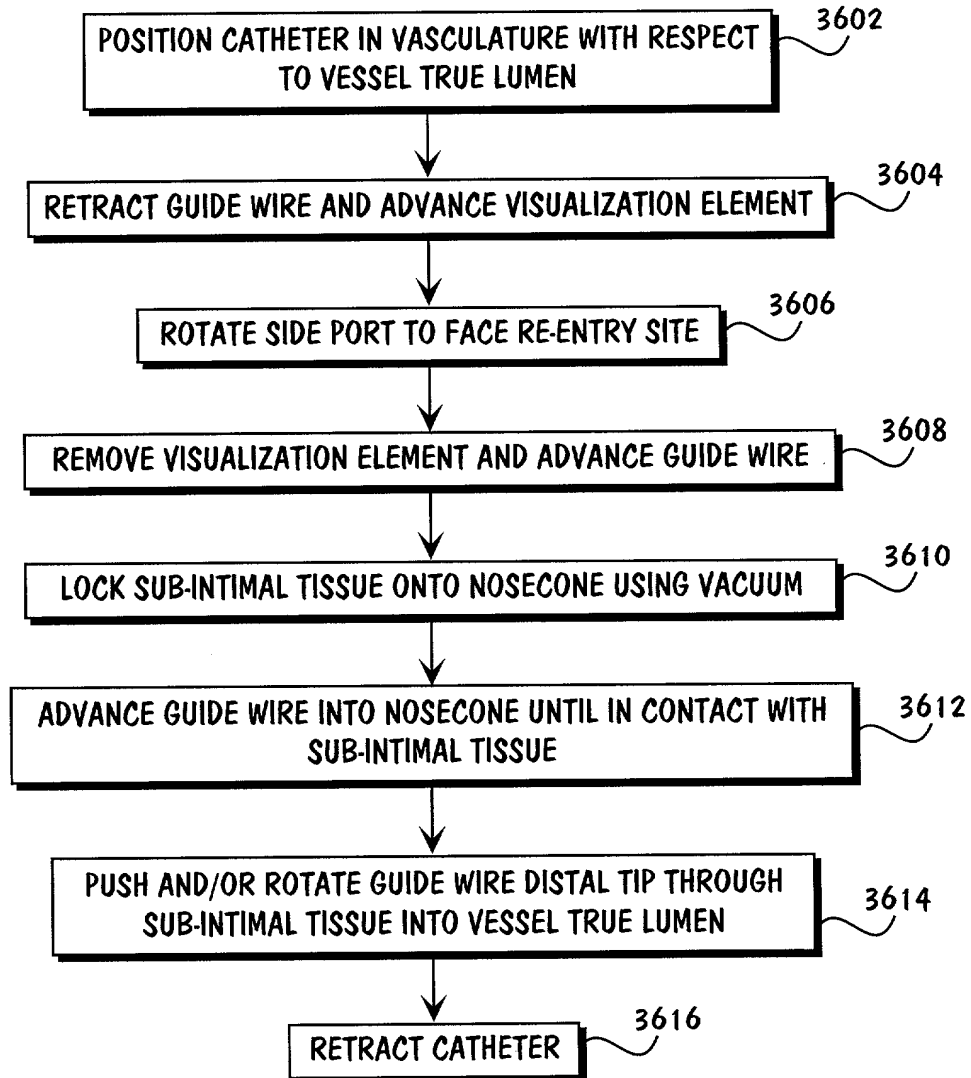 POSITION CATHETER IN VASCULATURE WITH RESPECT
TO VESSEL TRUE LUMEN
3602
RETRACT GUIDE WIRE AND ADVANCE VISUALIZATION ELEMENT
3604
ROTATE SIDE PORT TO FACE RE-ENTRY SITE
3606
REMOVE VISUALIZATION ELEMENT AND ADVANCE GUIDE WIRE
3608
LOCK SUB-INTIMAL TISSUE ONTO NOSECONE USING VACUUM
3610
ADVANCE GUIDE WIRE INTO NOSECONE UNTIL IN CONTACT WITH
SUB-INTIMAL TISSUE
3612
PUSH AND/OR ROTATE GUIDE WIRE DISTAL TIP THROUGH
SUB-INTIMAL TISSUE INTO VESSEL TRUE LUMEN
3614
RETRACT CATHETER
3616